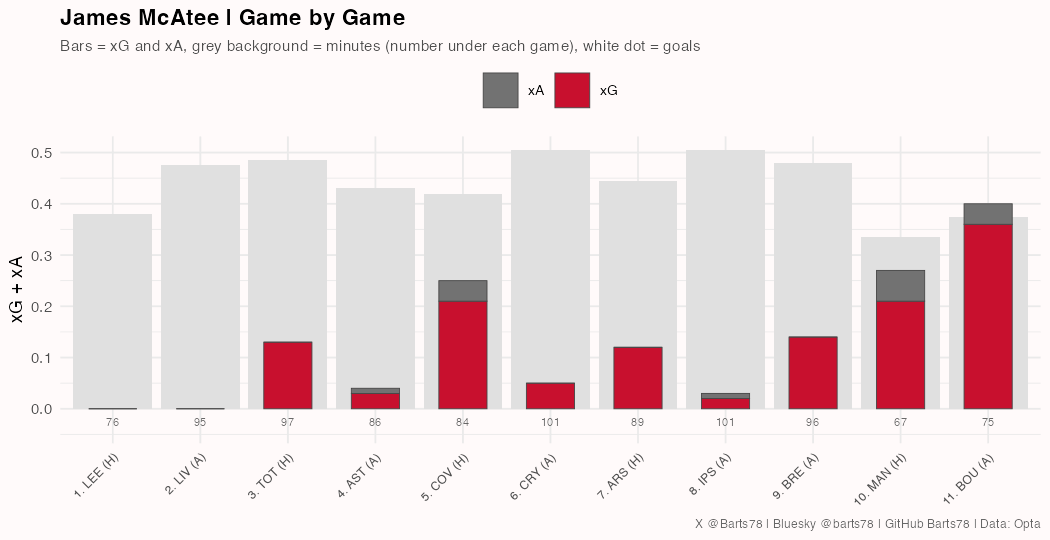 James McAtee | Game by Game
Bars = xG and xA, grey background = minutes (number under each game), white dot = goals
xA xG
xG + xA
0.5
0.4
0.3
0.2
0.1
0.0
76 95 97 86 84 101 89 101 96 67 75
1. LEE (H) 2. LIV (A) 3. TOT (H) 4. AST (A) 5. COV (H) 6. CRY (A) 7. ARS (H) 8. IPS (A) 9. BRE (A) 10. MAN (H) 11. BOU (A)
X @Barts78 | Bluesky @barts78 | GitHub Barts78 | Data: Opta